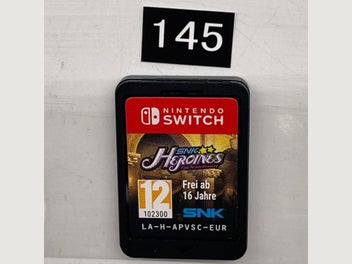 145
NINTENDO
SWITCH
SNK
HEROINES
12
102300
Frei ab
16 Jahre
SNK
LA-H-APVSC-EUR